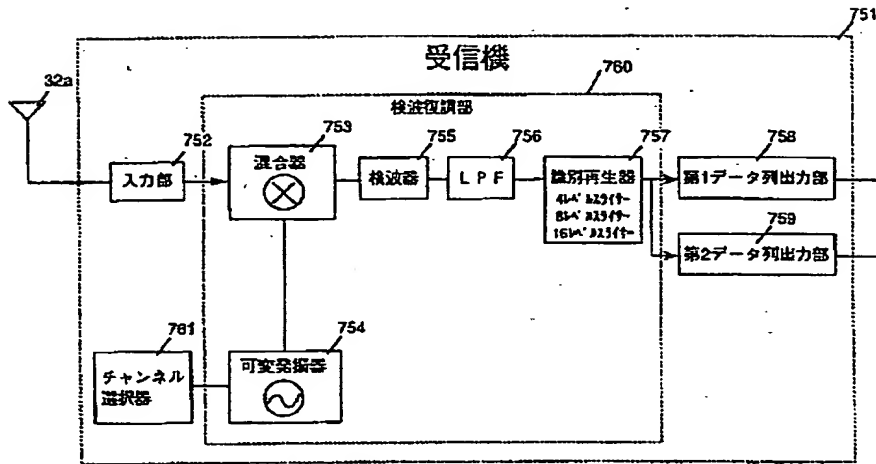 751
受信機
32a
760
検波復調部
752
753
755
756
757
758
入力部
混合器
検波器
LPF
識別再生器
4レベルスライサー
8レベルスライサー
16レベルスライサー
第1データ列出力部
759
第2データ列出力部
761
754
チャンネル
選択器
可変発振器